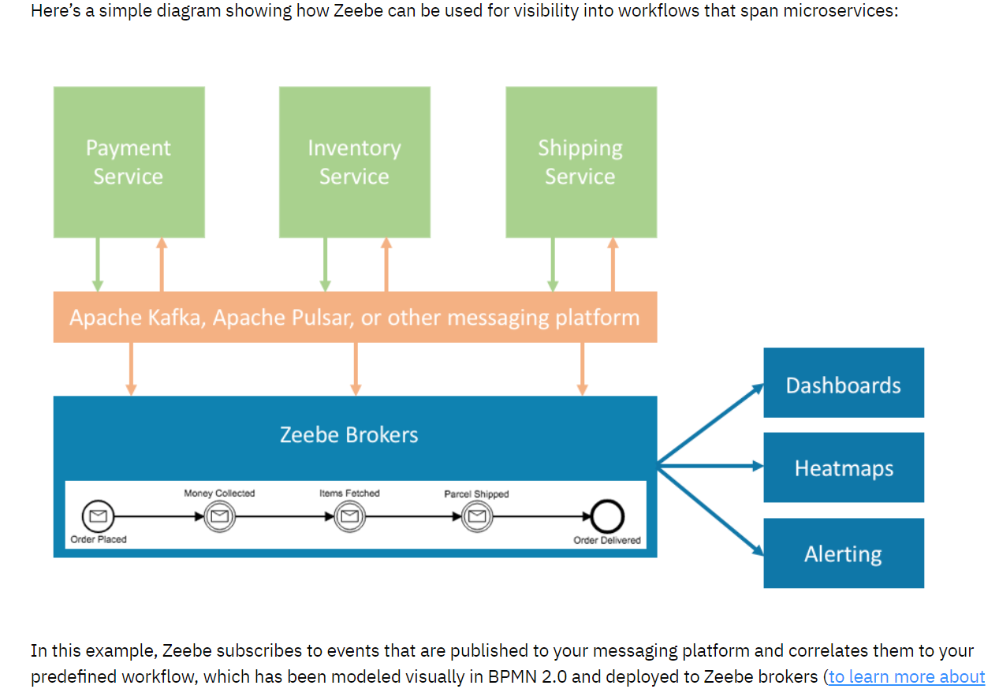 Here’s a simple diagram showing how Zeebe can be used for visibility into workflows that span microservices:
Payment
Service
Inventory
Service
Shipping
Service
Apache Kafka, Apache Pulsar, or other messaging platform
Zeebe Brokers
Money Collected
Items Fetched
Parcel Shipped
Order Placed
Order Delivered
Dashboards
Heatmaps
Alerting
In this example, Zeebe subscribes to events that are published to your messaging platform and correlates them to your
predefined workflow, which has been modeled visually in BPMN 2.0 and deployed to Zeebe brokers (to learn more about